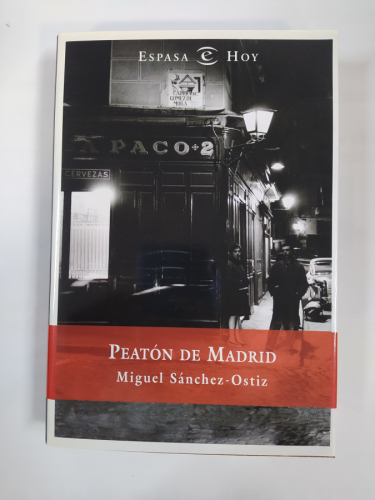 ESPASA e HOY
PACO+2
CERVEZAS
PEATÓN DE MADRID
Miguel Sánchez-Ostiz